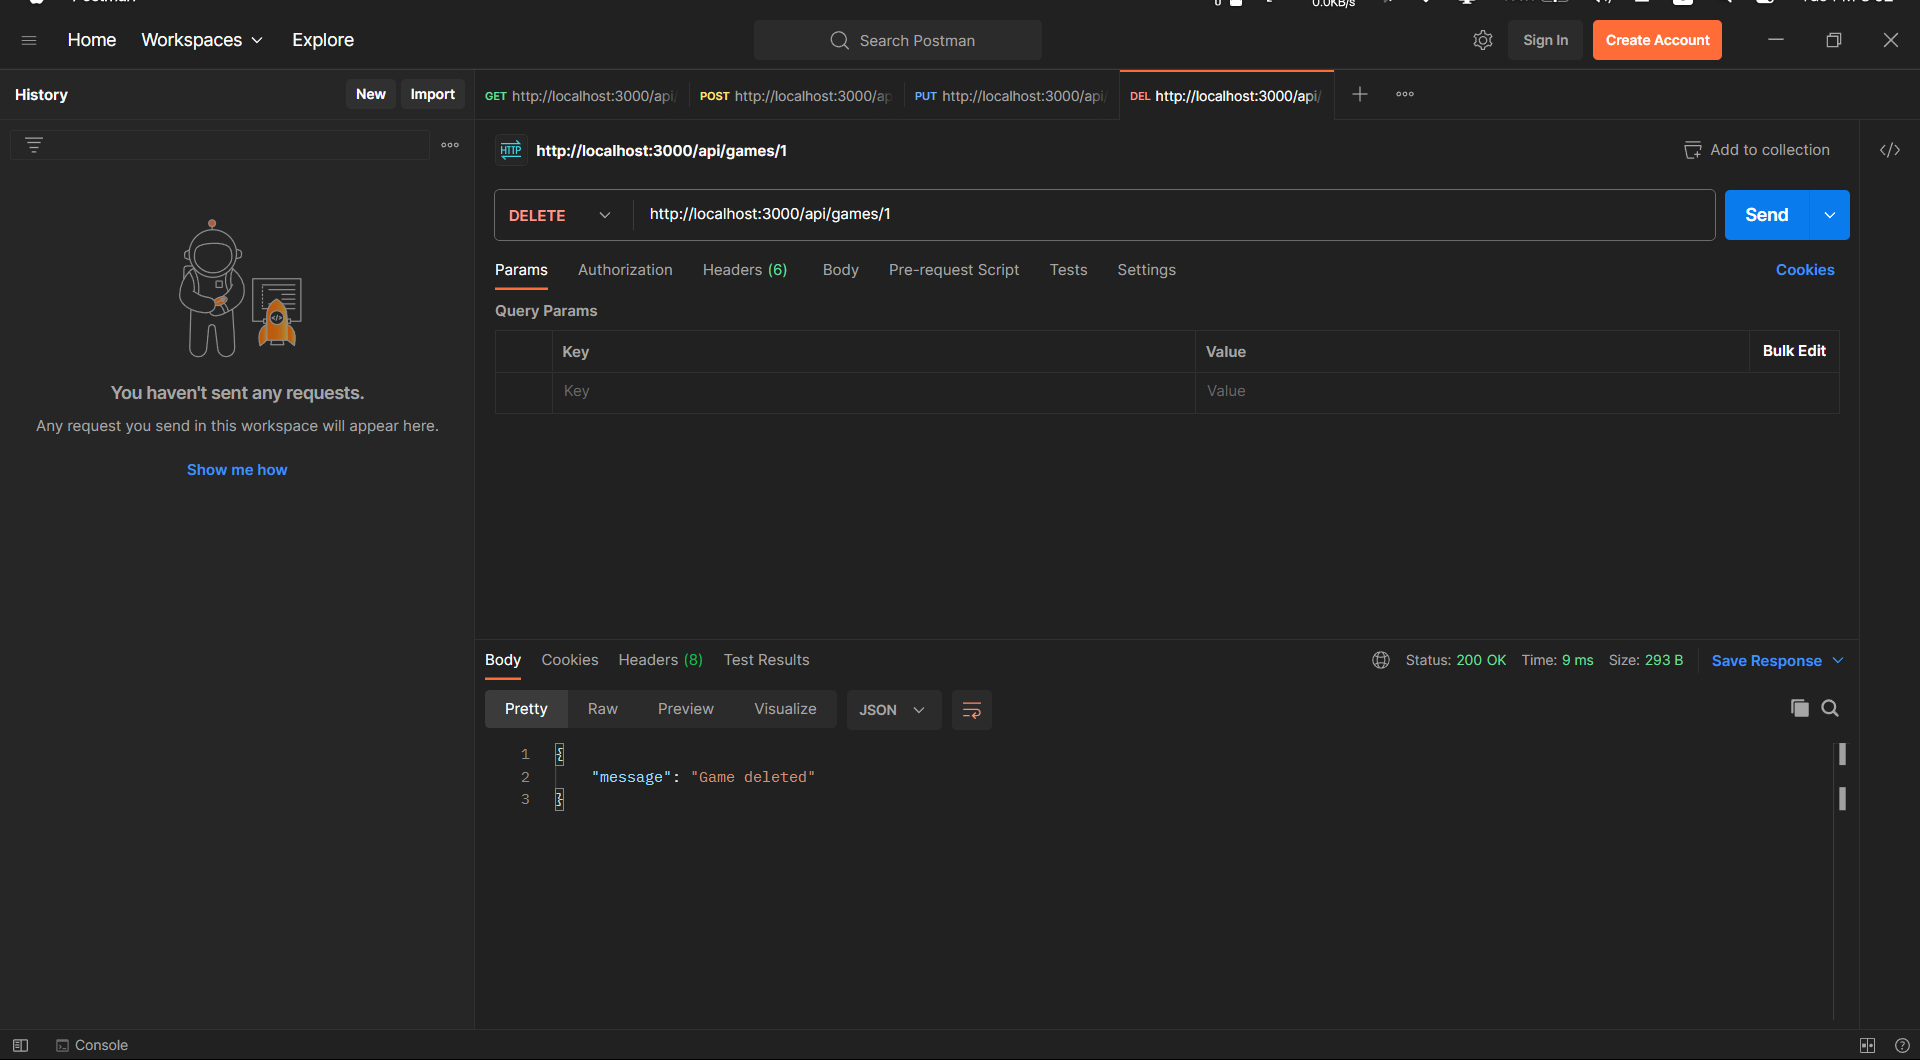 0.0KB/s
Home Workspaces Explore
Search Postman
Sign In
Create Account
History
New Import
GET http://localhost:3000/api/
POST http://localhost:3000/ap
PUT http://localhost:3000/api/
DEL http://localhost:3000/api/
HTTP http://localhost:3000/api/games/1
Add to collection
</>
DELETE http://localhost:3000/api/games/1
Send
Params Authorization Headers (6) Body Pre-request Script Tests Settings
Cookies
Query Params
Key Value Bulk Edit
Key Value
You haven't sent any requests.
Any request you send in this workspace will appear here.
Show me how
Body Cookies Headers (8) Test Results
Status: 200 OK Time: 9 ms Size: 293 B Save Response
Pretty Raw Preview Visualize JSON
1 {
2 "message": "Game deleted"
3 }
Console